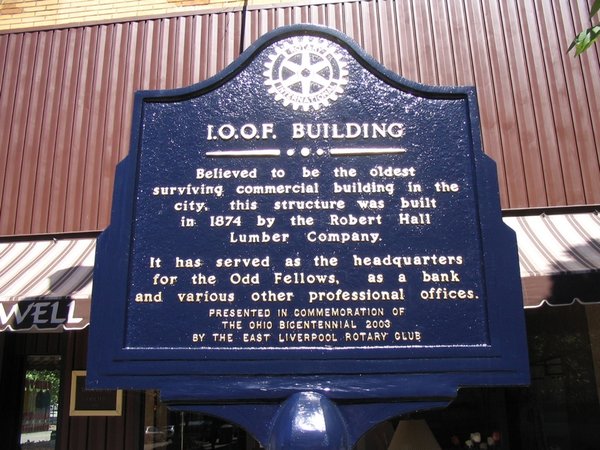 ROTARY
INTERNATIONAL
I.O.O.F. BUILDING
Believed to be the oldest
surviving commercial building in the
city, this structure was built
in 1874 by the Robert Hall
Lumber Company.
It has served as the headquarters
for the Odd Fellows, as a bank
and various other professional offices.
PRESENTED IN COMMEMORATION OF
THE OHIO BICENTENNIAL 2003
BY THE EAST LIVERPOOL ROTARY CLUB
WELL